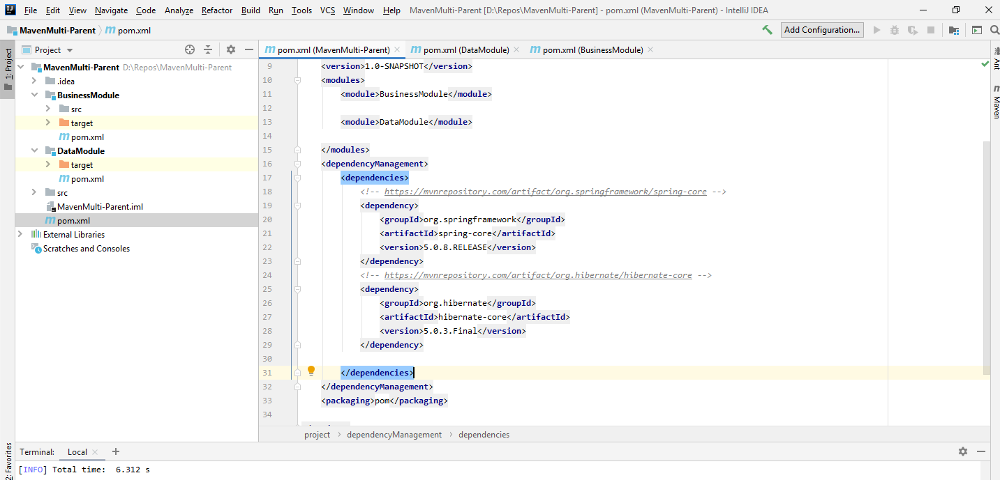 File Edit View Navigate Code Analyze Refactor Build Run Tools VCS Window Help MavenMulti-Parent [D:\Repos\MavenMulti-Parent] - pom.xml (MavenMulti-Parent) - IntelliJ IDEA
MavenMulti-Parent pom.xml Add Configuration...
1: Project
Project
MavenMulti-Parent D:\Repos\MavenMulti-Parent
.idea
BusinessModule
src
target
pom.xml
DataModule
target
pom.xml
src
MavenMulti-Parent.iml
pom.xml
External Libraries
Scratches and Consoles
pom.xml (MavenMulti-Parent) pom.xml (DataModule) pom.xml (BusinessModule)
9 <version>1.0-SNAPSHOT</version>
10 <modules>
11 <module>BusinessModule</module>
12
13 <module>DataModule</module>
14
15 </modules>
16 <dependencyManagement>
17 <dependencies>
18 <!-- https://mvnrepository.com/artifact/org.springframework/spring-core -->
19 <dependency>
20 <groupId>org.springframework</groupId>
21 <artifactId>spring-core</artifactId>
22 <version>5.0.8.RELEASE</version>
23 </dependency>
24 <!-- https://mvnrepository.com/artifact/org.hibernate/hibernate-core -->
25 <dependency>
26 <groupId>org.hibernate</groupId>
27 <artifactId>hibernate-core</artifactId>
28 <version>5.0.3.Final</version>
29 </dependency>
30
31 </dependencies>
32 </dependencyManagement>
33 <packaging>pom</packaging>
34
project dependencyManagement dependencies
Ant
Maven
2: Favorites
Terminal: Local
[INFO] Total time: 6.312 s